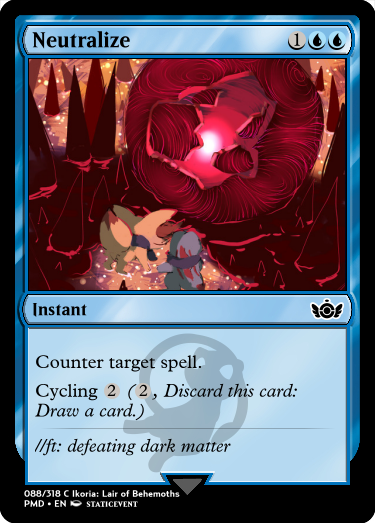 Neutralize 1
Instant
Counter target spell.
Cycling 2 (2, Discard this card:
Draw a card.)
//ft: defeating dark matter
088/318 C Ikoria: Lair of Behemoths
PMD • EN STATICEVENT